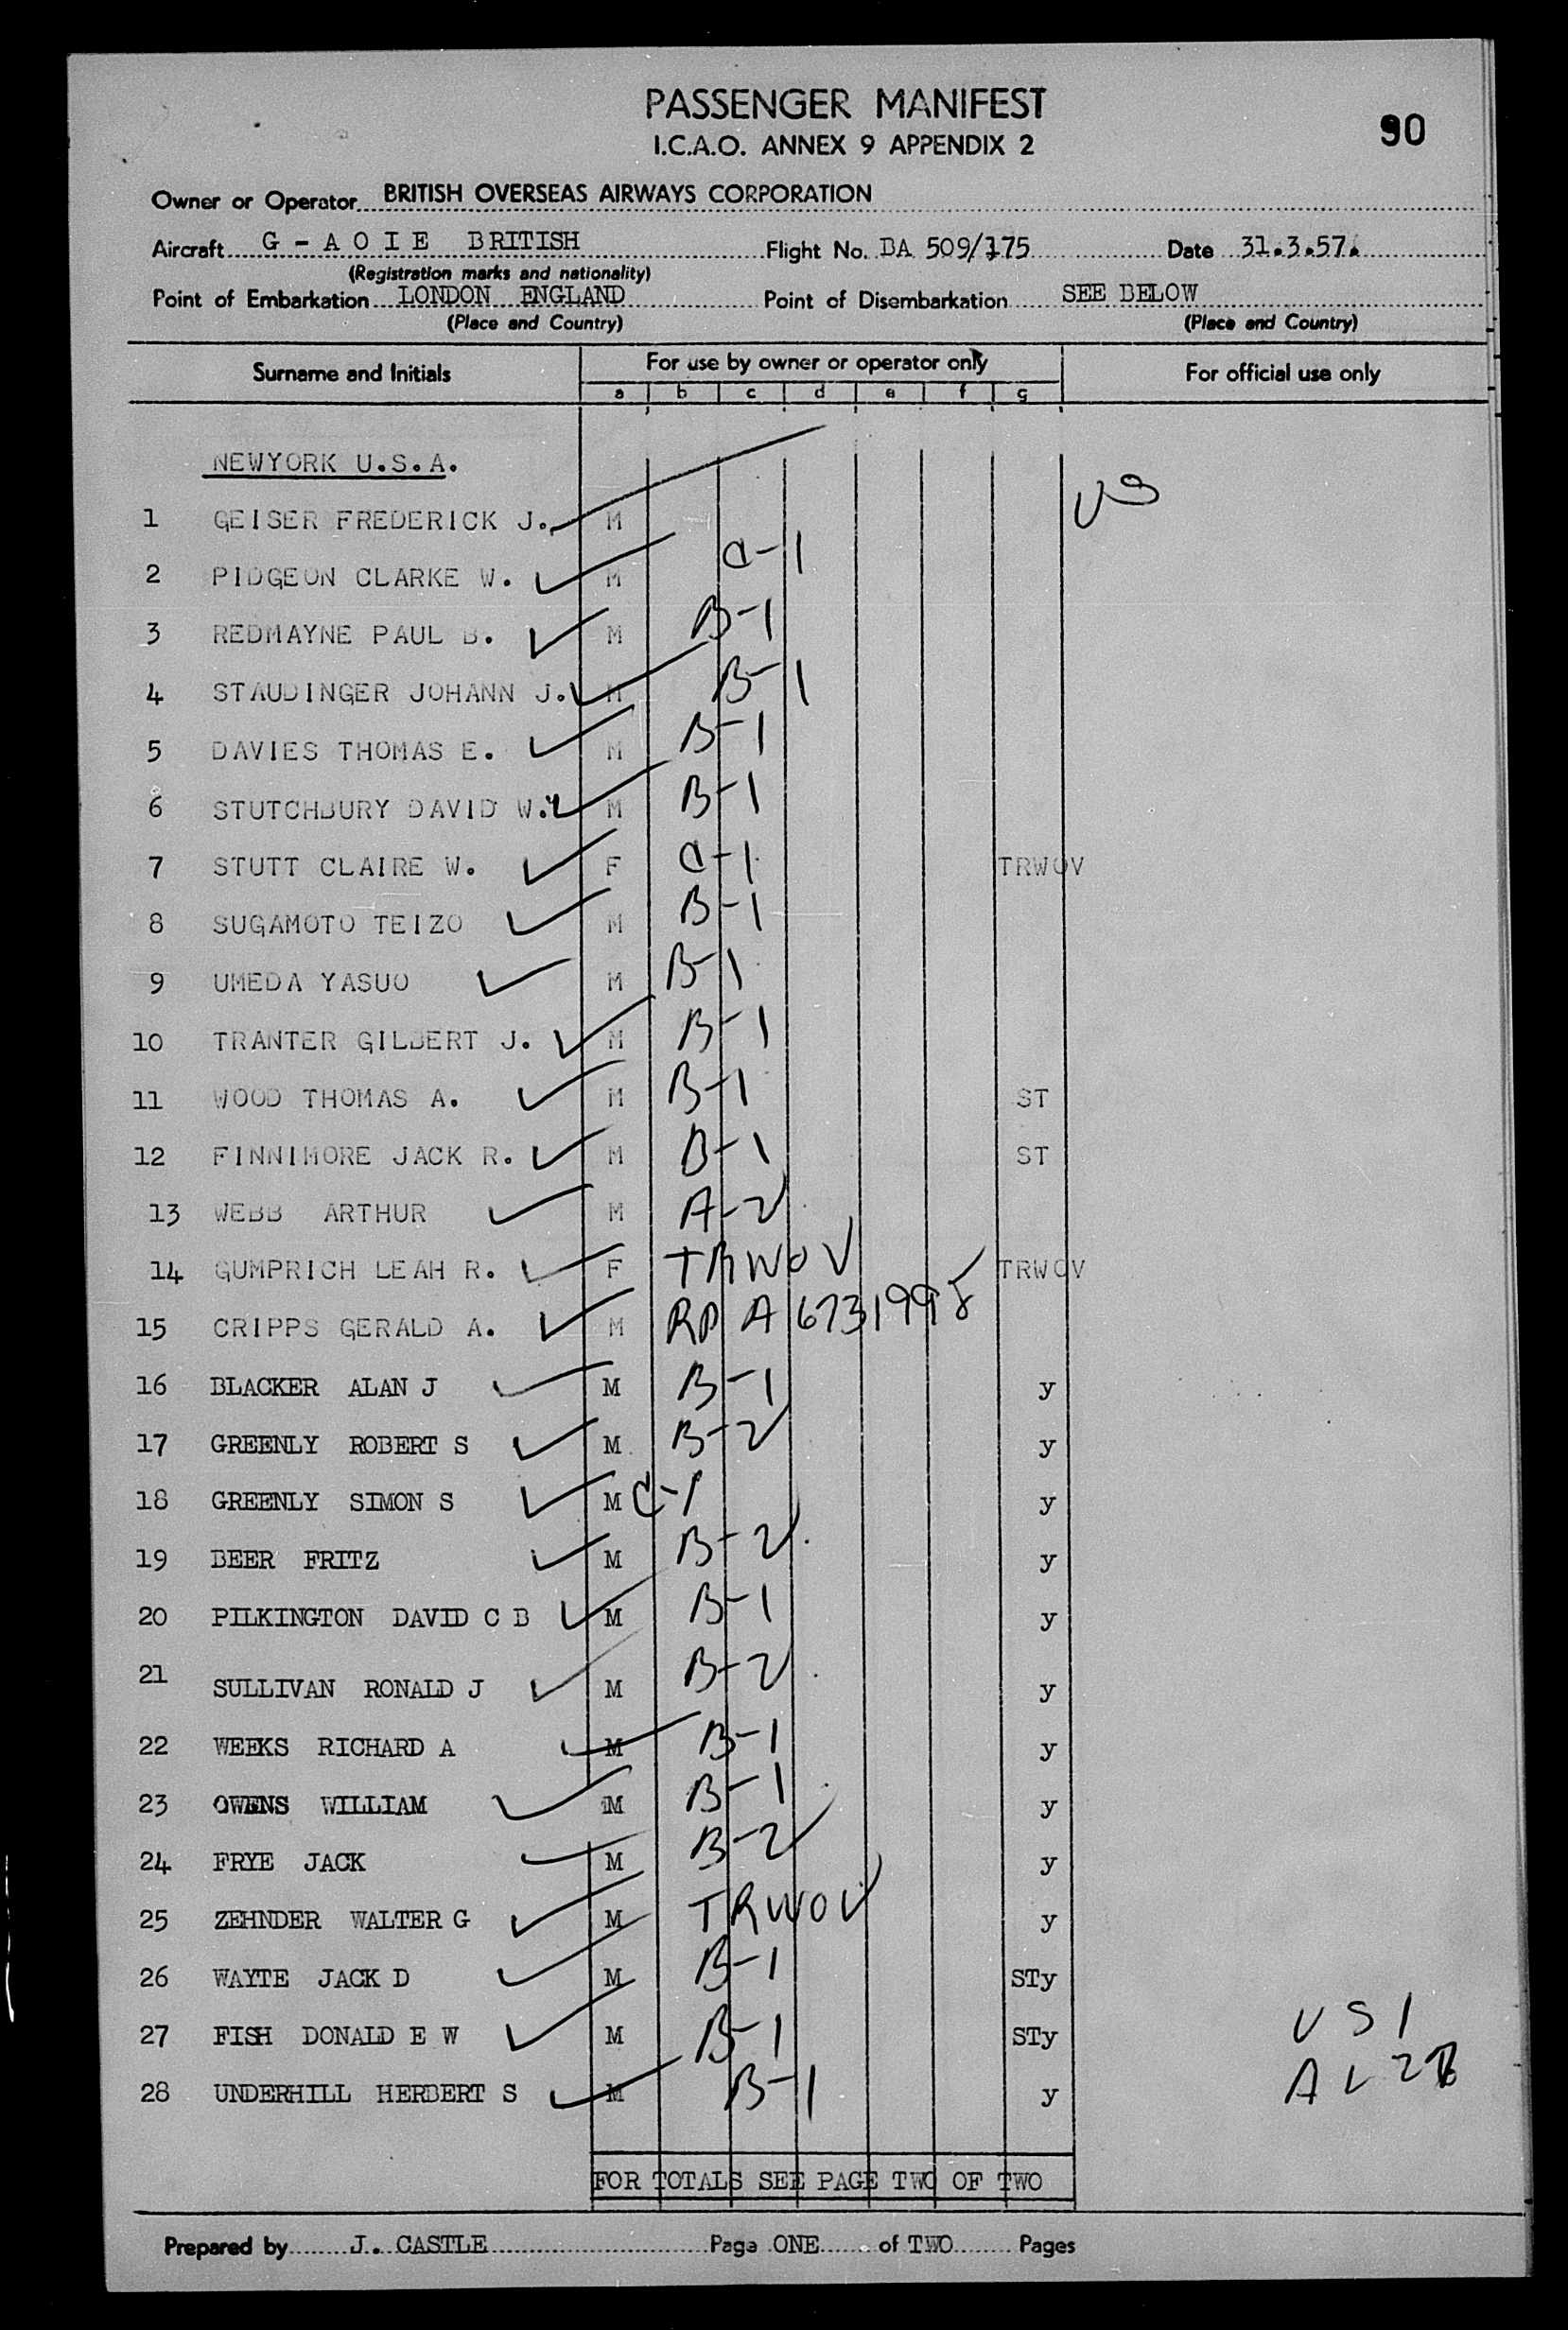 PASSENGER MANIFEST
I.C.A.O. ANNEX 9 APPENDIX 2
90
Owner or Operator BRITISH OVERSEAS AIRWAYS CORPORATION
Aircraft G - A O I E BRITISH Flight No. BA 509/175 Date 31.3.57.
(Registration marks and nationality)
Point of Embarkation LONDON ENGLAND Point of Disembarkation SEE BELOW
(Place and Country) (Place and Country)
Surname and Initials For use by owner or operator only For official use only
a b c d e f g
NEWYORK U.S.A.
US
1 GEISER FREDERICK J. M
2 PIDGEON CLARKE W. M C-1
3 REDMAYNE PAUL B. M B-1
4 STAUDINGER JOHANN J. M B-1
5 DAVIES THOMAS E. M B-1
6 STUTCHBURY DAVID W. M B-1
7 STUTT CLAIRE W. F C-1 TRWOV
8 SUGAMOTO TEIZO M B-1
9 UMEDA YASUO M B-1
10 TRANTER GILBERT J. M B-1
11 WOOD THOMAS A. M B-1 ST
12 FINNIMORE JACK R. M B-1 ST
13 WEBB ARTHUR M A-2
14 GUMPRICH LEAH R. F TRWOV TRWOV
15 CRIPPS GERALD A. M RP A 6731998
16 BLACKER ALAN J M B-1 y
17 GREENLY ROBERT S M B-2 y
18 GREENLY SIMON S M C-1 y
19 BEER FRITZ M B-2 y
20 PILKINGTON DAVID C B M B-1 y
21 SULLIVAN RONALD J M B-2 y
22 WEEKS RICHARD A M B-1 y
23 OWENS WILLIAM M B-1 y
24 FRYE JACK M B-2 y
25 ZEHNDER WALTER G M TRWOV y
26 WAYTE JACK D M B-1 STy
27 FISH DONALD E W M B-1 STy
US 1
28 UNDERHILL HERBERT S M B-1 y
AL
FOR TOTALS SEE PAGE TWO OF TWO
Prepared by J. CASTLE Page ONE of TWO Pages